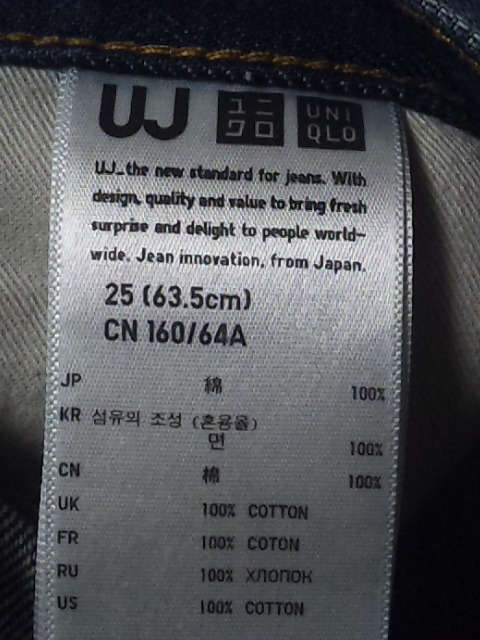 UJ ユニクロ UNIQLO
UJ_the new standard for jeans. With
design, quality and value to bring fresh
surprise and delight to people world-
wide. Jean innovation, from Japan.
25 (63.5cm)
CN 160/64A
JP 綿 100%
KR 섬유의 조성 (혼용율)
면 100%
CN 棉 100%
UK 100% COTTON
FR 100% COTON
RU 100% ХЛОПОК
US 100% COTTON